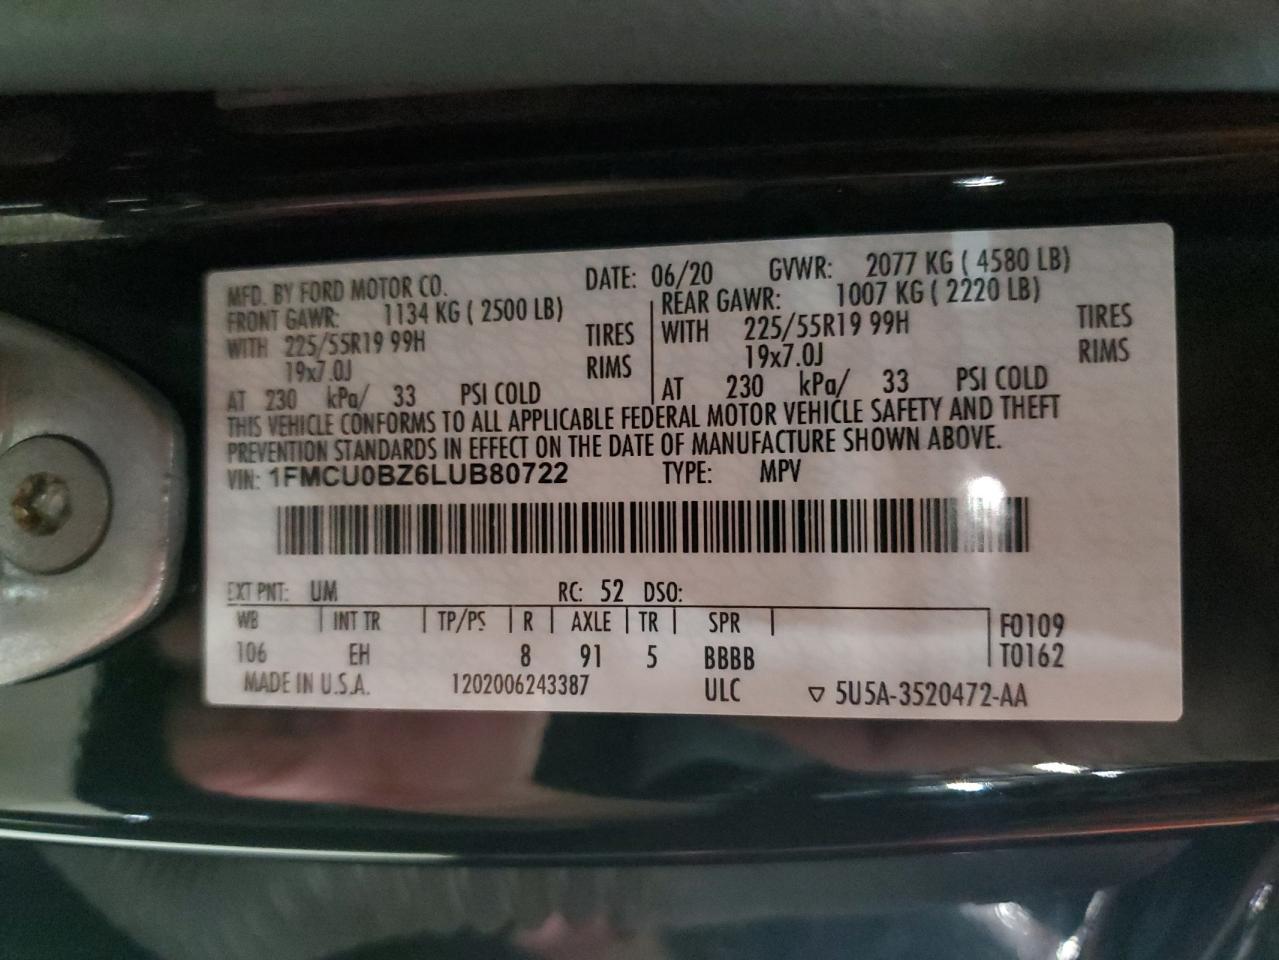 MFD. BY FORD MOTOR CO. DATE: 06/20 GVWR: 2077 KG ( 4580 LB)
FRONT GAWR: 1134 KG ( 2500 LB) REAR GAWR: 1007 KG ( 2220 LB)
WITH 225/55R19 99H TIRES WITH 225/55R19 99H TIRES
19x7.0J RIMS 19x7.0J RIMS
AT 230 kPa/ 33 PSI COLD AT 230 kPa/ 33 PSI COLD
THIS VEHICLE CONFORMS TO ALL APPLICABLE FEDERAL MOTOR VEHICLE SAFETY AND THEFT
PREVENTION STANDARDS IN EFFECT ON THE DATE OF MANUFACTURE SHOWN ABOVE.
VIN: 1FMCU0BZ6LUB80722 TYPE: MPV
EXT PNT: UM RC: 52 DSO:
WB INT TR TP/PS R AXLE TR SPR F0109
106 EH 8 91 5 BBBB T0162
MADE IN U.S.A. 1202006243387 ULC ▽ 5U5A-3520472-AA